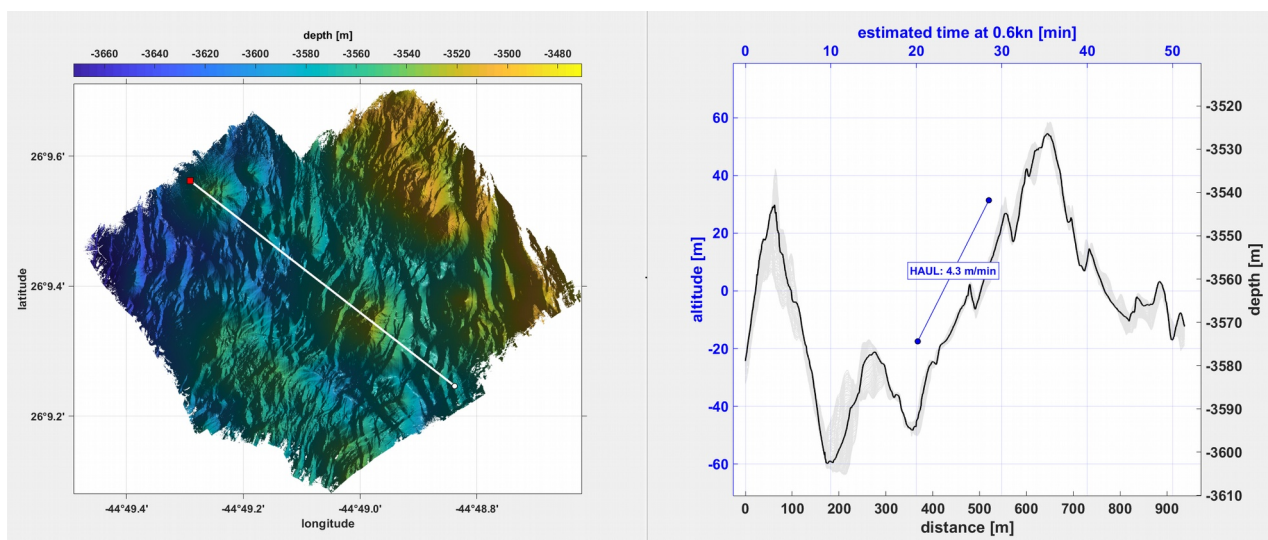 depth [m]
-3660 -3640 -3620 -3600 -3580 -3560 -3540 -3520 -3500 -3480
26°9.6'
26°9.4'
26°9.2'
latitude
-44°49.4' -44°49.2' -44°49.0' -44°48.8'
longitude
estimated time at 0.6kn [min]
0 10 20 30 40 50
60
40
20
0
-20
-40
-60
altitude [m]
HAUL: 4.3 m/min
-3520
-3530
-3540
-3550
-3560
-3570
-3580
-3590
-3600
-3610
depth [m]
0 100 200 300 400 500 600 700 800 900
distance [m]